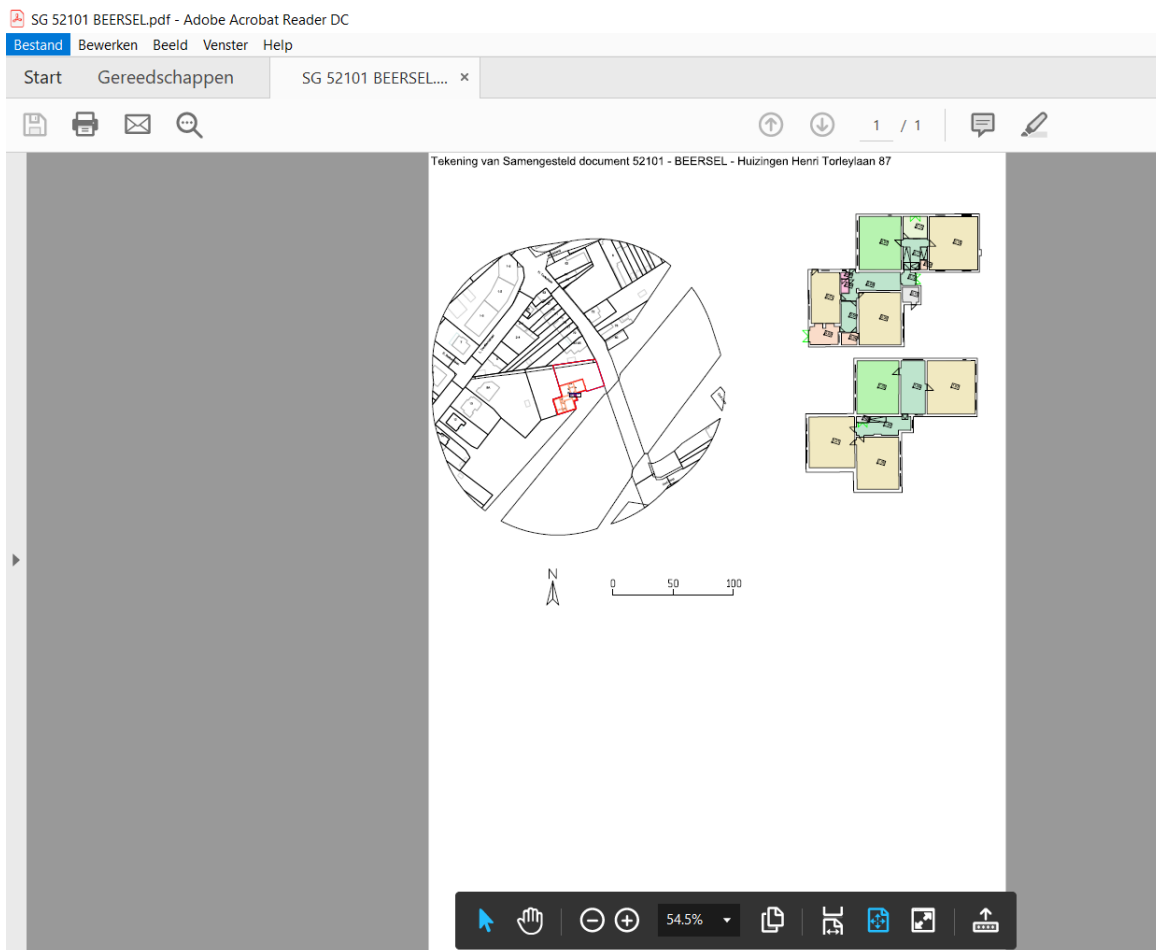 SG 52101 BEERSEL.pdf - Adobe Acrobat Reader DC
Bestand Bewerken Beeld Venster Help
Start Gereedschappen SG 52101 BEERSEL.... ×
1 / 1
Tekening van Samengesteld document 52101 - BEERSEL - Huizingen Henri Torleylaan 87
N
0 50 100
54.5%